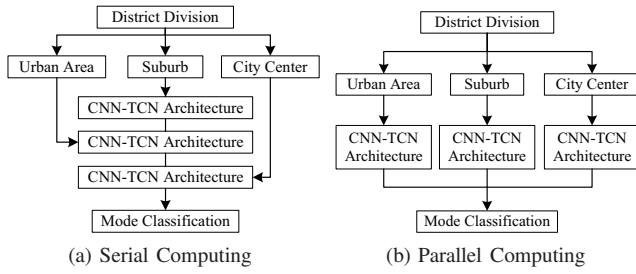 District Division
Urban Area
Suburb
City Center
CNN-TCN Architecture
CNN-TCN Architecture
CNN-TCN Architecture
Mode Classification
(a) Serial Computing
District Division
Urban Area
Suburb
City Center
CNN-TCN
Architecture
CNN-TCN
Architecture
CNN-TCN
Architecture
Mode Classification
(b) Parallel Computing